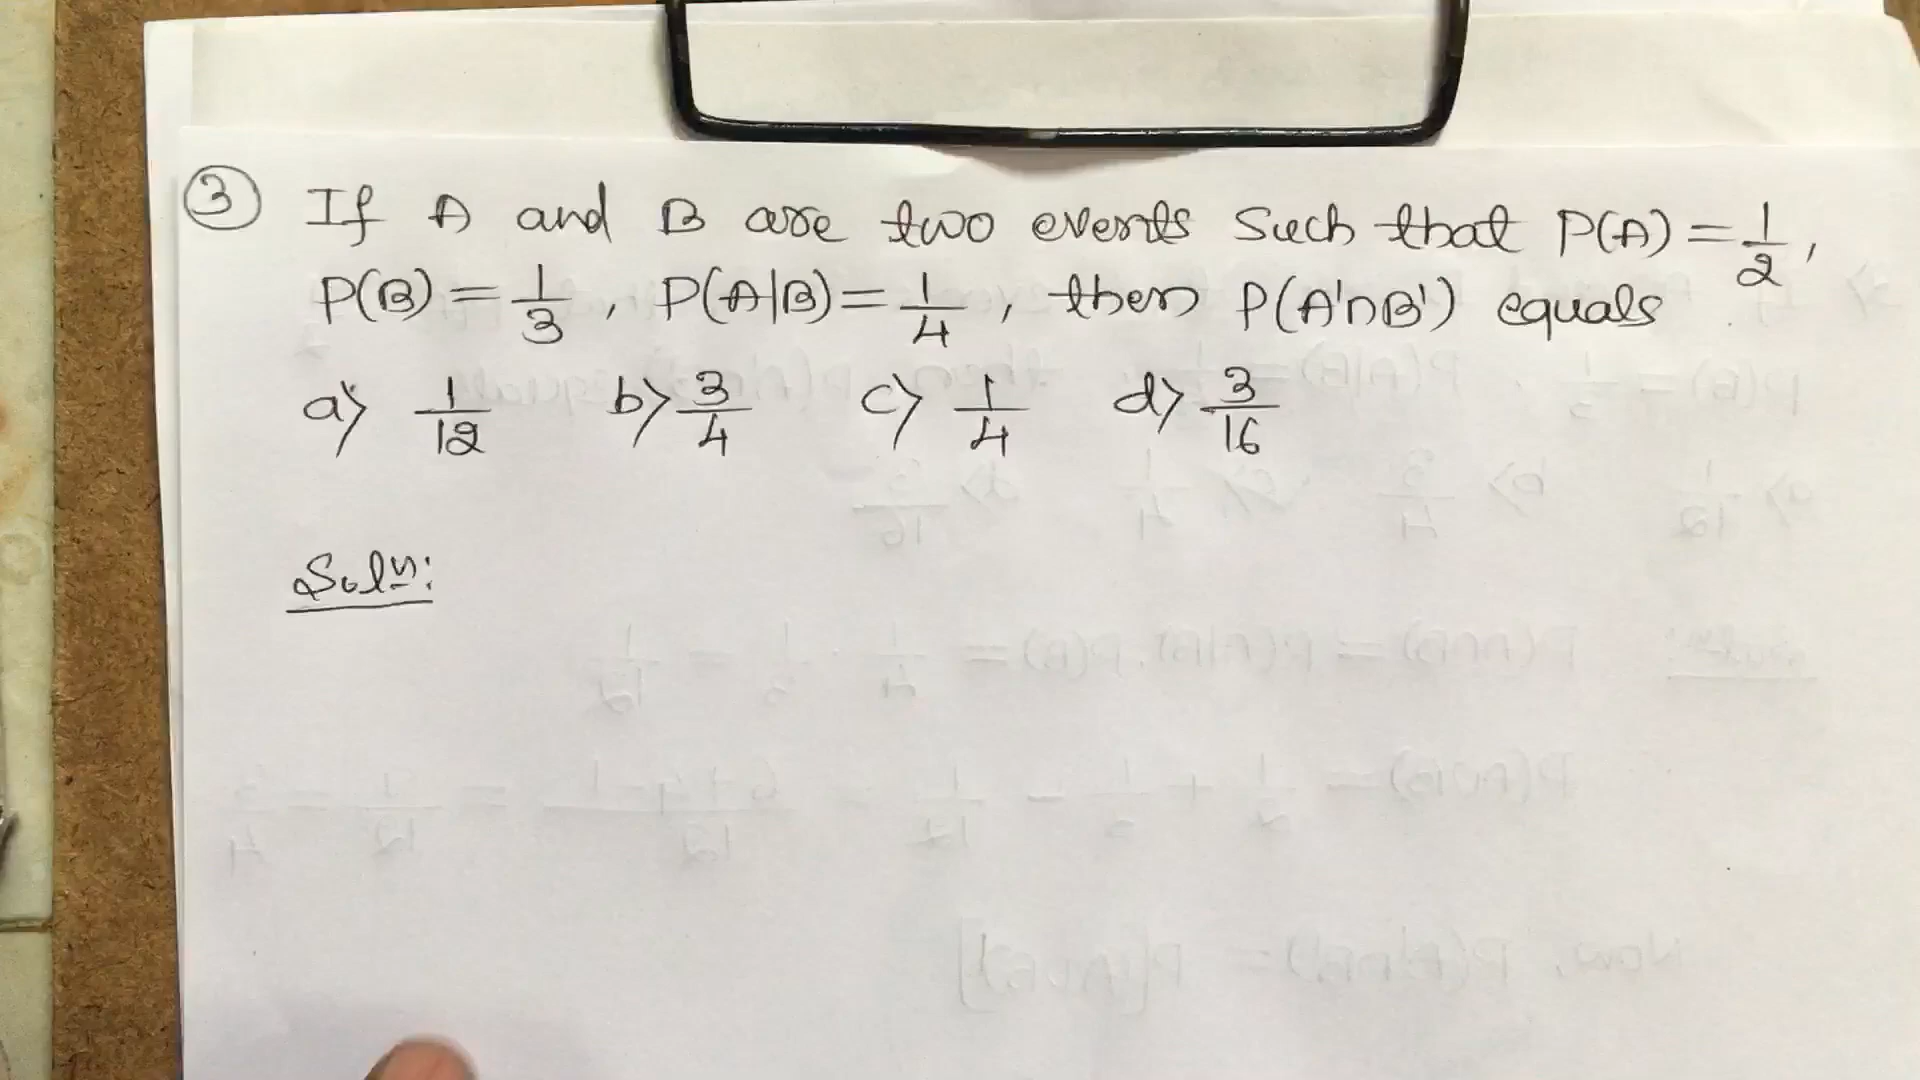 3 If A and B are two events such that P(A) = 1/2,
P(B) = 1/3, P(A|B) = 1/4, then P(A'∩B') equals
a) 1/12 b) 3/4 c) 1/4 d) 3/16
Soln: